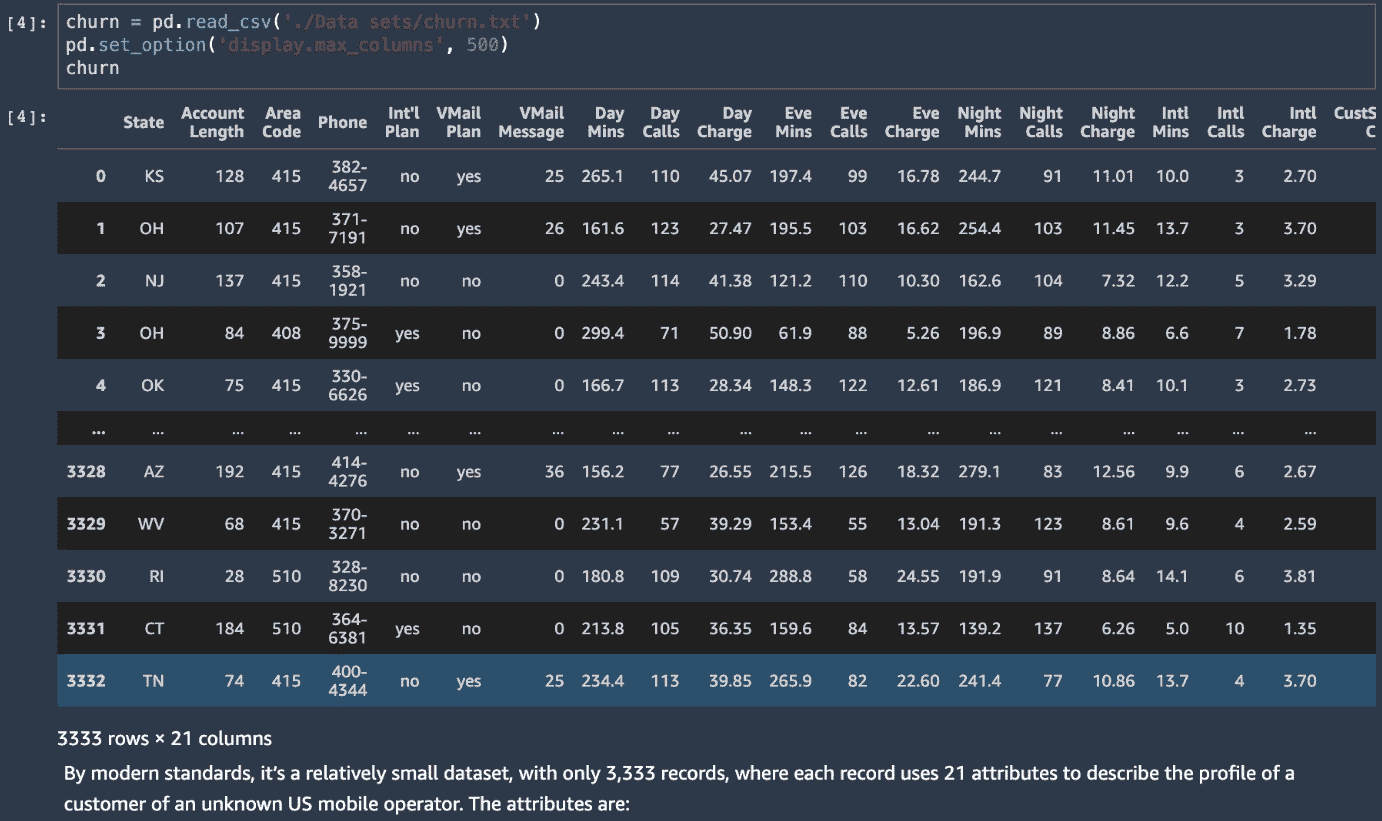 [4]: churn = pd.read_csv('./Data sets/churn.txt')
pd.set_option('display.max_columns', 500)
churn
[4]: State Account Length Area Code Phone Int'l Plan VMail Plan VMail Message Day Mins Day Calls Day Charge Eve Mins Eve Calls Eve Charge Night Mins Night Calls Night Charge Intl Mins Intl Calls Intl Charge CustS C
0 KS 128 415 382-4657 no yes 25 265.1 110 45.07 197.4 99 16.78 244.7 91 11.01 10.0 3 2.70
1 OH 107 415 371-7191 no yes 26 161.6 123 27.47 195.5 103 16.62 254.4 103 11.45 13.7 3 3.70
2 NJ 137 415 358-1921 no no 0 243.4 114 41.38 121.2 110 10.30 162.6 104 7.32 12.2 5 3.29
3 OH 84 408 375-9999 yes no 0 299.4 71 50.90 61.9 88 5.26 196.9 89 8.86 6.6 7 1.78
4 OK 75 415 330-6626 yes no 0 166.7 113 28.34 148.3 122 12.61 186.9 121 8.41 10.1 3 2.73
... ... ... ... ... ... ... ... ... ... ... ... ... ... ... ... ... ... ... ...
3328 AZ 192 415 414-4276 no yes 36 156.2 77 26.55 215.5 126 18.32 279.1 83 12.56 9.9 6 2.67
3329 WV 68 415 370-3271 no no 0 231.1 57 39.29 153.4 55 13.04 191.3 123 8.61 9.6 4 2.59
3330 RI 28 510 328-8230 no no 0 180.8 109 30.74 288.8 58 24.55 191.9 91 8.64 14.1 6 3.81
3331 CT 184 510 364-6381 yes no 0 213.8 105 36.35 159.6 84 13.57 139.2 137 6.26 5.0 10 1.35
3332 TN 74 415 400-4344 no yes 25 234.4 113 39.85 265.9 82 22.60 241.4 77 10.86 13.7 4 3.70
3333 rows × 21 columns
By modern standards, it's a relatively small dataset, with only 3,333 records, where each record uses 21 attributes to describe the profile of a
customer of an unknown US mobile operator. The attributes are: